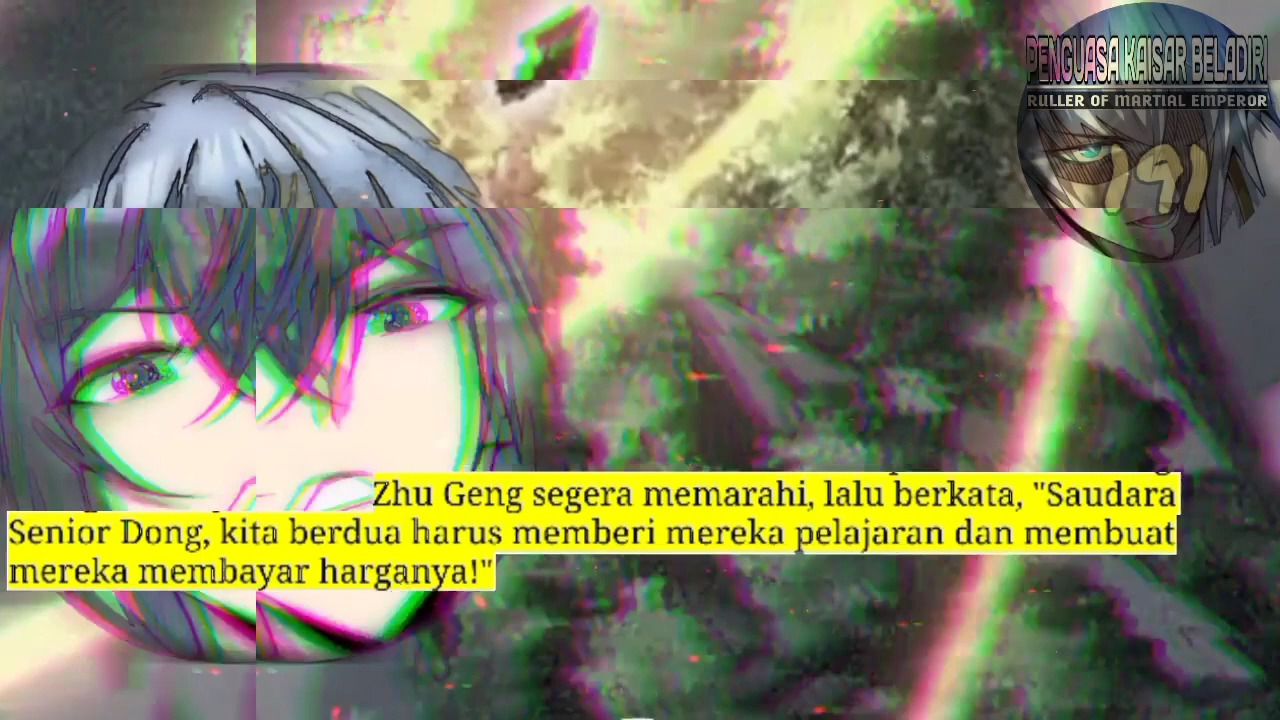 PENGUASA KAISAR BELADIRI
RULLER OF MARTIAL EMPEROR
191
Zhu Geng segera memarahi, lalu berkata, "Saudara
Senior Dong, kita berdua harus memberi mereka pelajaran dan membuat
mereka membayar harganya!"